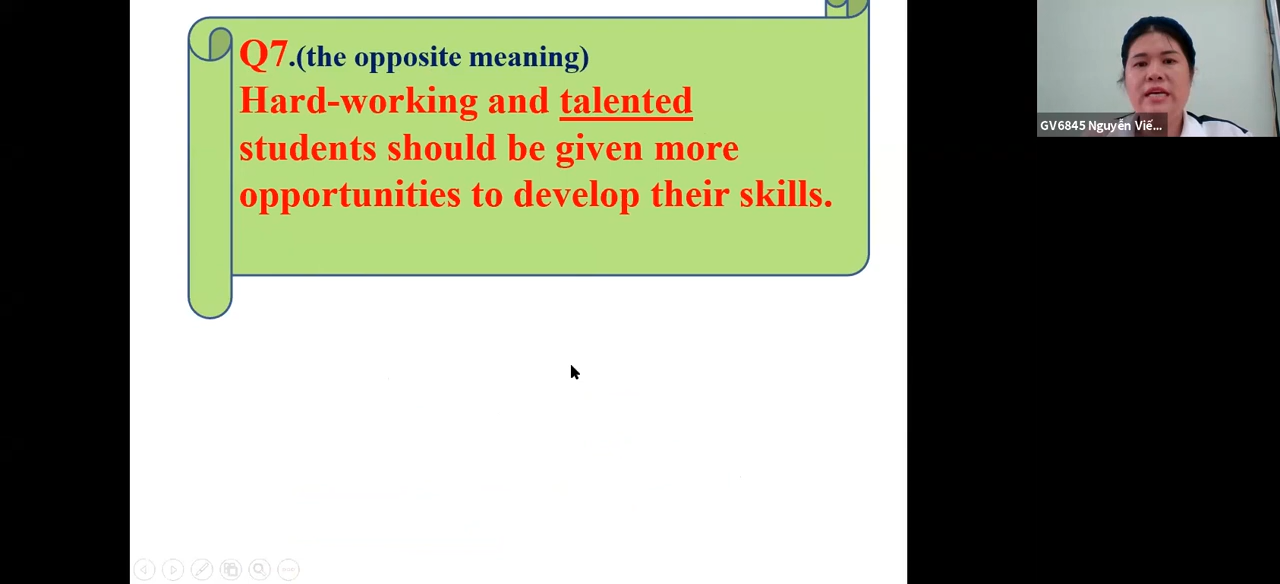 Q7.(the opposite meaning)
Hard-working and talented
students should be given more
opportunities to develop their skills.
GV6845 Nguyễn Viế...